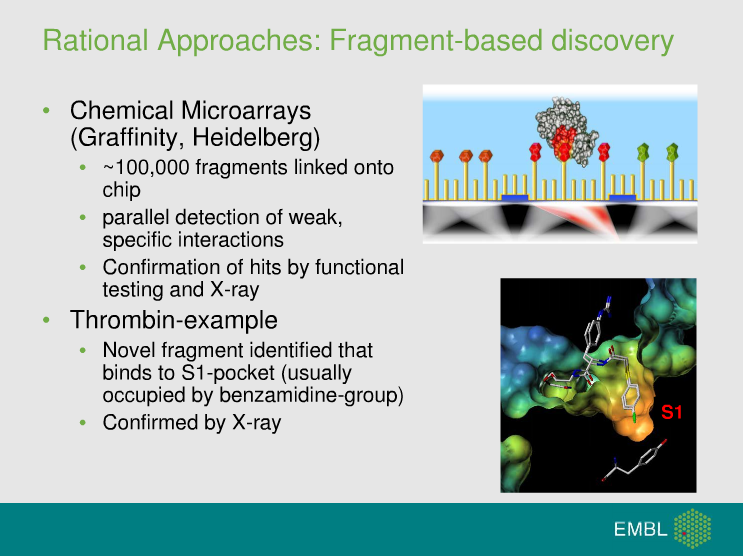 Rational Approaches: Fragment-based discovery
• Chemical Microarrays
(Graffinity, Heidelberg)
• ~100,000 fragments linked onto
chip
• parallel detection of weak,
specific interactions
• Confirmation of hits by functional
testing and X-ray
• Thrombin-example
• Novel fragment identified that
binds to S1-pocket (usually
occupied by benzamidine-group)
• Confirmed by X-ray
S1
EMBL